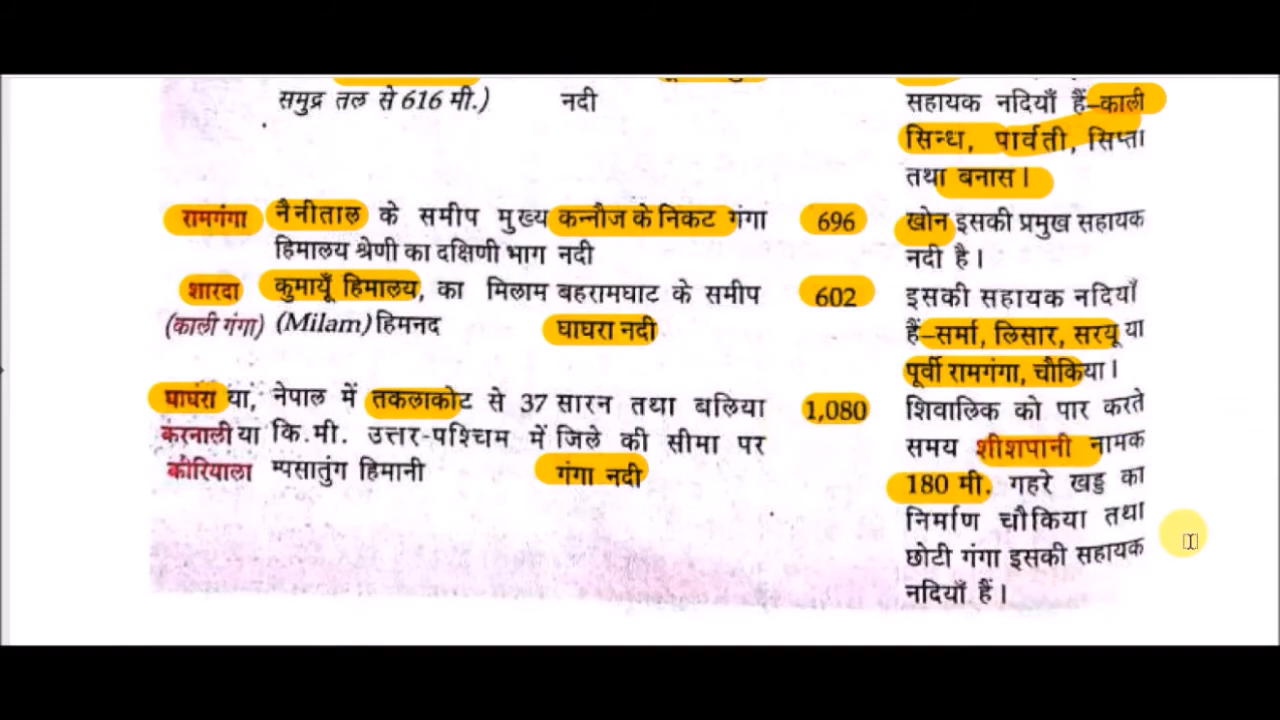 समुद्र तल से 616 मी.) नदी सहायक नदियाँ हैं–काली
सिन्ध, पार्वती, सिप्ता
तथा बनास।
रामगंगा नैनीताल के समीप मुख्य कन्नौज के निकट गंगा 696 खोन इसकी प्रमुख सहायक
हिमालय श्रेणी का दक्षिणी भाग नदी नदी है।
शारदा कुमायूँ हिमालय, का मिलाम बहरामघाट के समीप 602 इसकी सहायक नदियाँ
(काली गंगा) (Milam) हिमनद घाघरा नदी हैं–सर्मा, लिसार, सरयू या
पूर्वी रामगंगा, चौकिया।
घाघरा या, नेपाल में तकलाकोट से 37 सारन तथा बलिया 1,080 शिवालिक को पार करते
करनाली या कि.मी. उत्तर-पश्चिम में जिले की सीमा पर समय शीशपानी नामक
कौरियाला म्पसातुंग हिमानी गंगा नदी 180 मी. गहरे खड्ड का
निर्माण चौकिया तथा
छोटी गंगा इसकी सहायक
नदियाँ हैं।